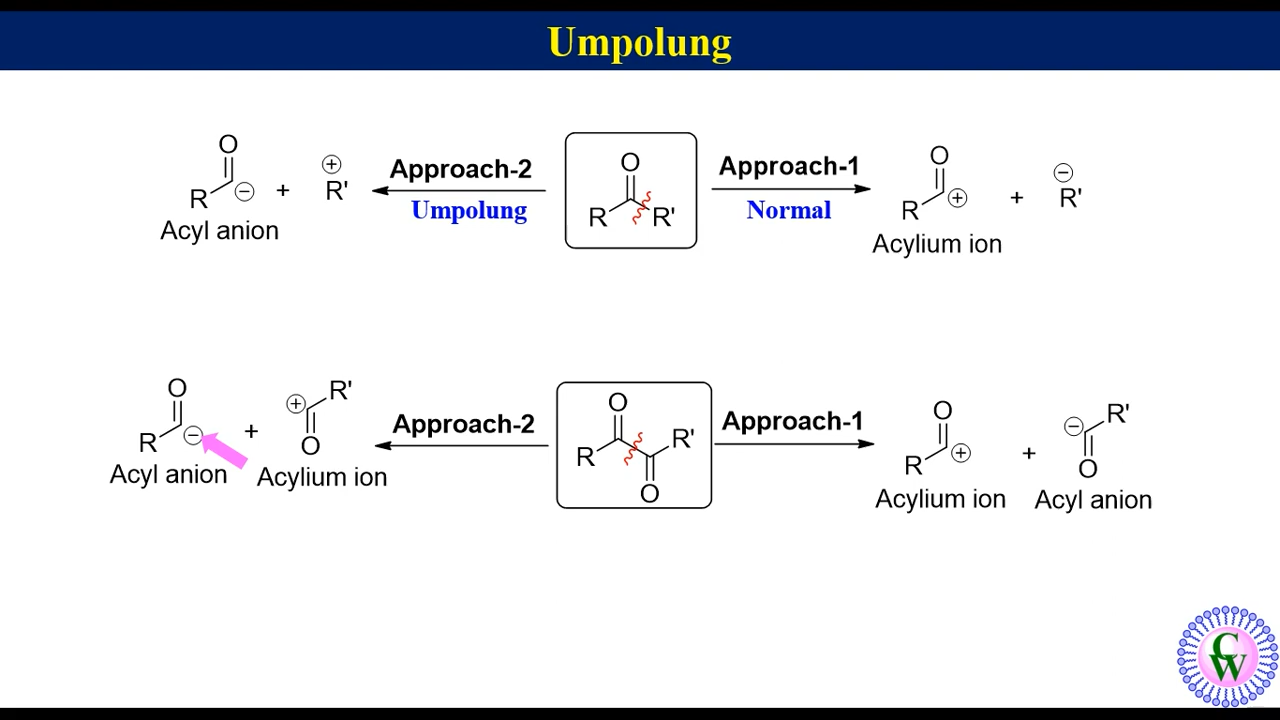 Umpolung
O
R
⊖
+
⊕
R'
Acyl anion
Approach-2
Umpolung
O
R
R'
Approach-1
Normal
O
R
⊕
+
⊖
R'
Acylium ion
O
R
⊖
Acyl anion
+
⊕
R'
O
Acylium ion
Approach-2
O
R
R'
O
Approach-1
O
R
⊕
Acylium ion
+
⊖
R'
O
Acyl anion
CW